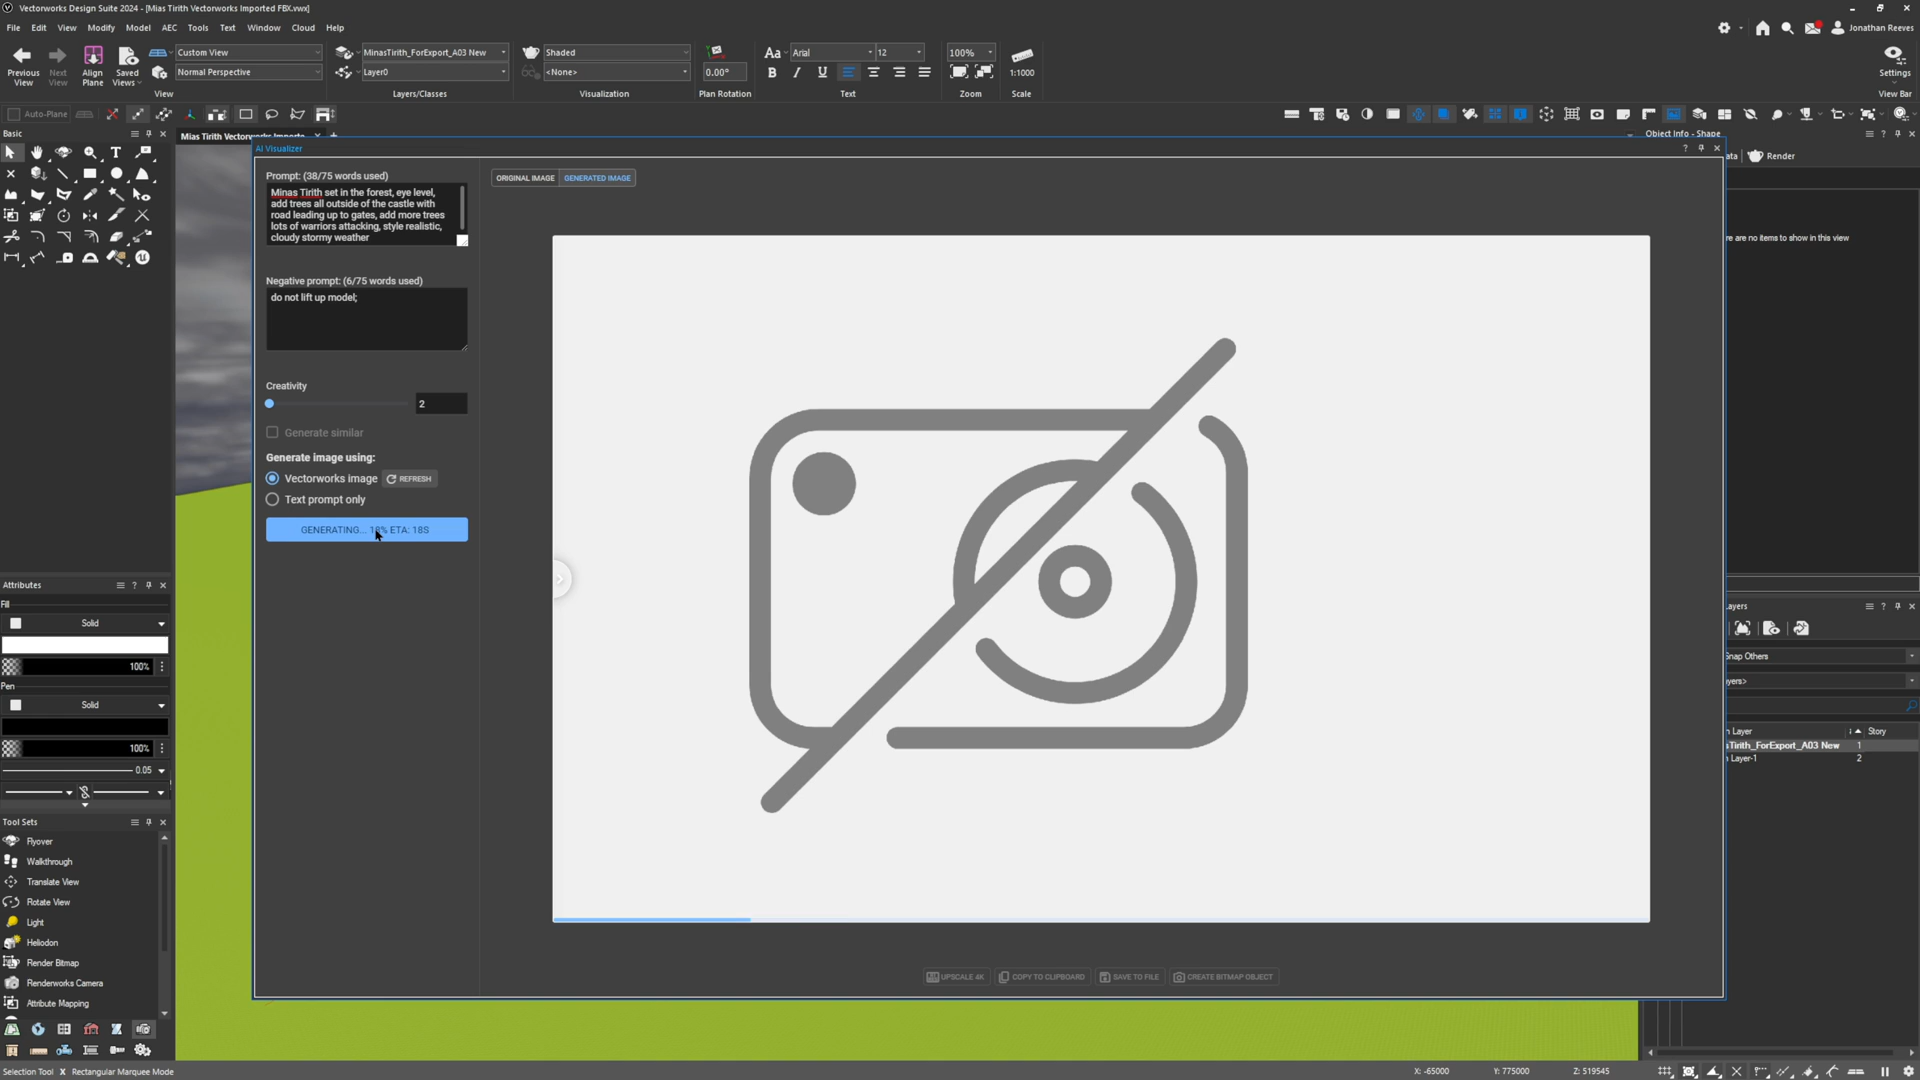 Vectorworks Design Suite 2024 - [Mias Tirith Vectorworks Imported FBX.vwx]
File Edit View Modify Model AEC Tools Text Window Cloud Help
Jonathan Reeves
Previous View
Next View
Align Plane
Saved Views
Custom View
Normal Perspective
View
MinasTirith_ForExport_A03 New
Layer0
Layers/Classes
Shaded
<None>
Visualization
0.00°
Plan Rotation
Aa Arial 12
B I U
Text
100%
Zoom
1:1000
Scale
Settings
View Bar
Auto-Plane
Basic
Mias Tirith Vectorworks Importe
Object Info - Shape
AI Visualizer
ata Render
Prompt: (38/75 words used)
Minas Tirith set in the forest, eye level,
add trees all outside of the castle with
road leading up to gates, add more trees
lots of warriors attacking, style realistic,
cloudy stormy weather
ORIGINAL IMAGE GENERATED IMAGE
re are no items to show in this view
Negative prompt: (6/75 words used)
do not lift up model;
Creativity
2
Generate similar
Generate image using:
Vectorworks image REFRESH
Text prompt only
GENERATING... 18% ETA: 18S
Attributes
Fill
Solid
100%
Pen
Solid
100%
0.05
Tool Sets
Flyover
Walkthrough
Translate View
Rotate View
Light
Heliodon
Render Bitmap
Renderworks Camera
Attribute Mapping
ayers
Snap Others
ayers>
n Layer Story
sTirith_ForExport_A03 New 1
n Layer-1 2
UPSCALE 4K COPY TO CLIPBOARD SAVE TO FILE CREATE BITMAP OBJECT
Selection Tool X Rectangular Marquee Mode
X: -65000 Y: 775000 Z: 519545